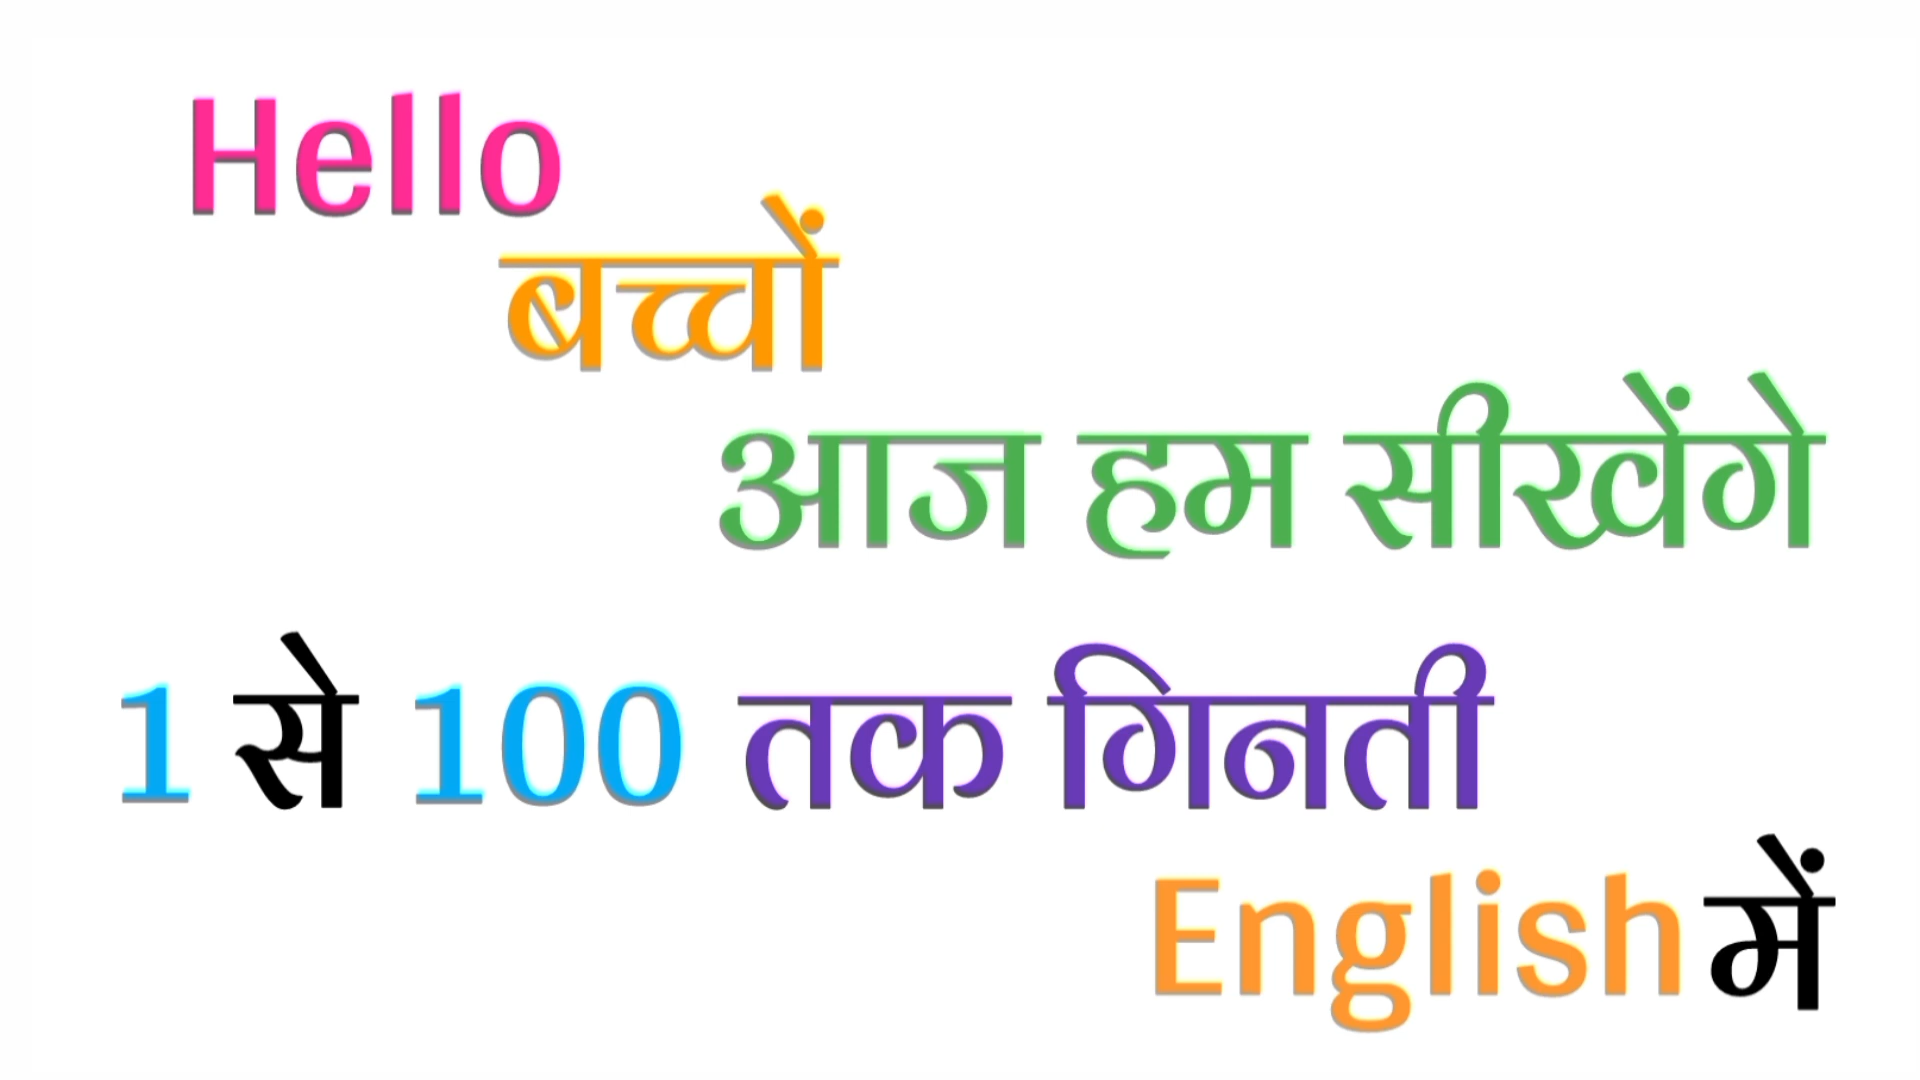 Hello
बच्चों
आज हम सीखेंगे
1 से 100 तक गिनती
English में